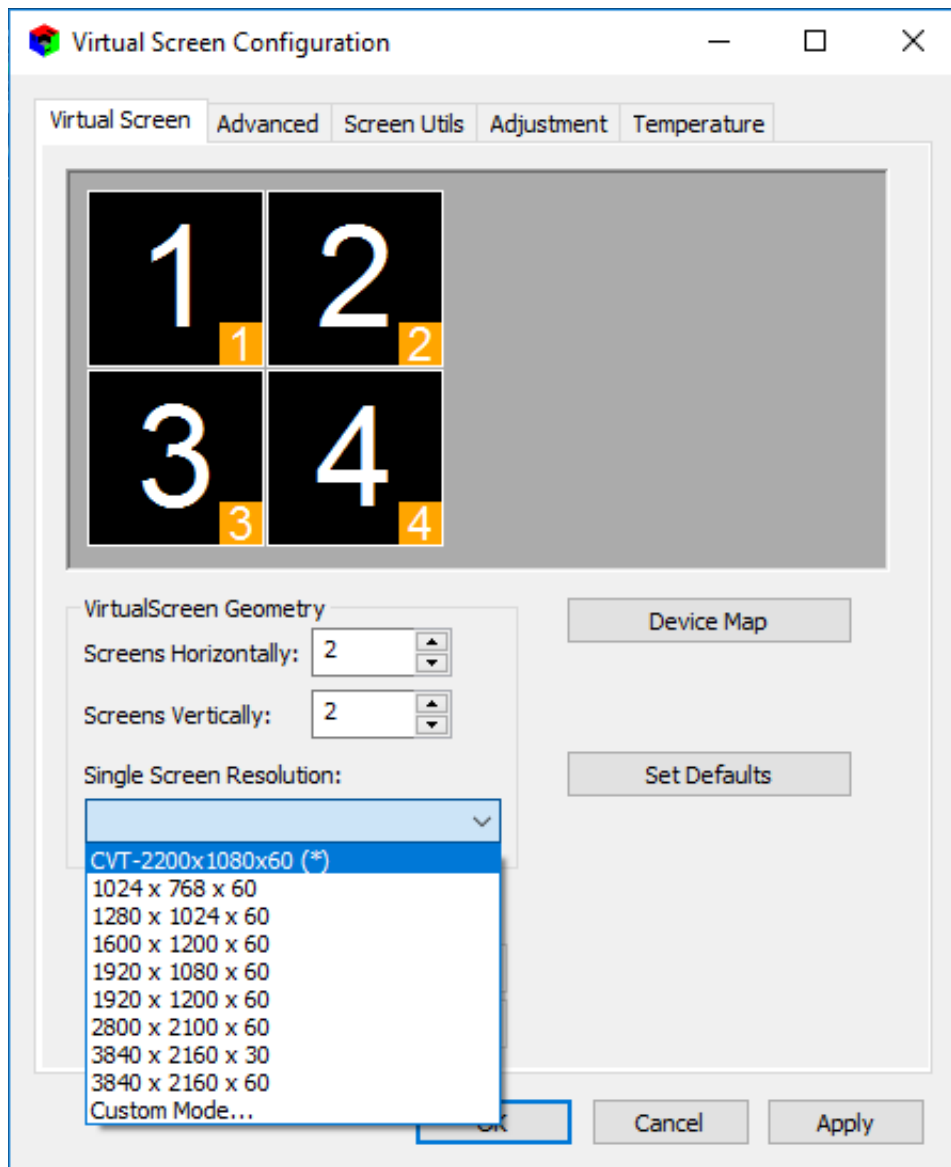 Virtual Screen Configuration
Virtual Screen Advanced Screen Utils Adjustment Temperature
1 2
1 2
3 4
3 4
VirtualScreen Geometry
Device Map
Screens Horizontally: 2
Screens Vertically: 2
Single Screen Resolution:
Set Defaults
CVT-2200x1080x60 (*)
1024 x 768 x 60
1280 x 1024 x 60
1600 x 1200 x 60
1920 x 1080 x 60
1920 x 1200 x 60
2800 x 2100 x 60
3840 x 2160 x 30
3840 x 2160 x 60
Custom Mode...
Cancel Apply